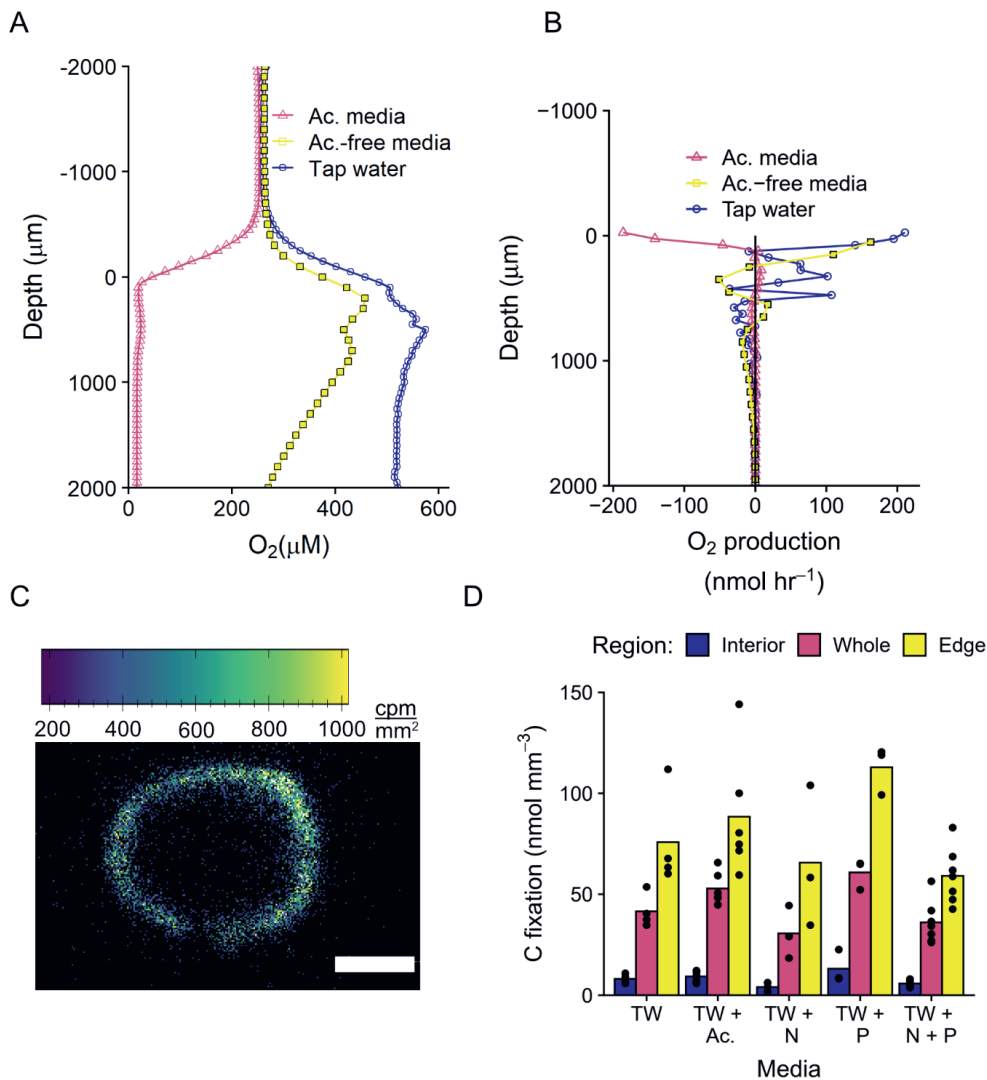 A
B
-2000
-1000
0
1000
2000
Depth (μm)
Ac. media
Ac.-free media
Tap water
0
200
400
600
O2(μM)
−1000
0
1000
2000
Depth (μm)
Ac. media
Ac.−free media
Tap water
−200
−100
0
100
200
O2 production
(nmol hr−1)
C
D
200 400 600 800 1000
cpm
mm2
Region: Interior Whole Edge
150
100
50
0
C fixation (nmol mm−3)
TW
TW +
Ac.
TW +
N
TW +
P
TW +
N + P
Media